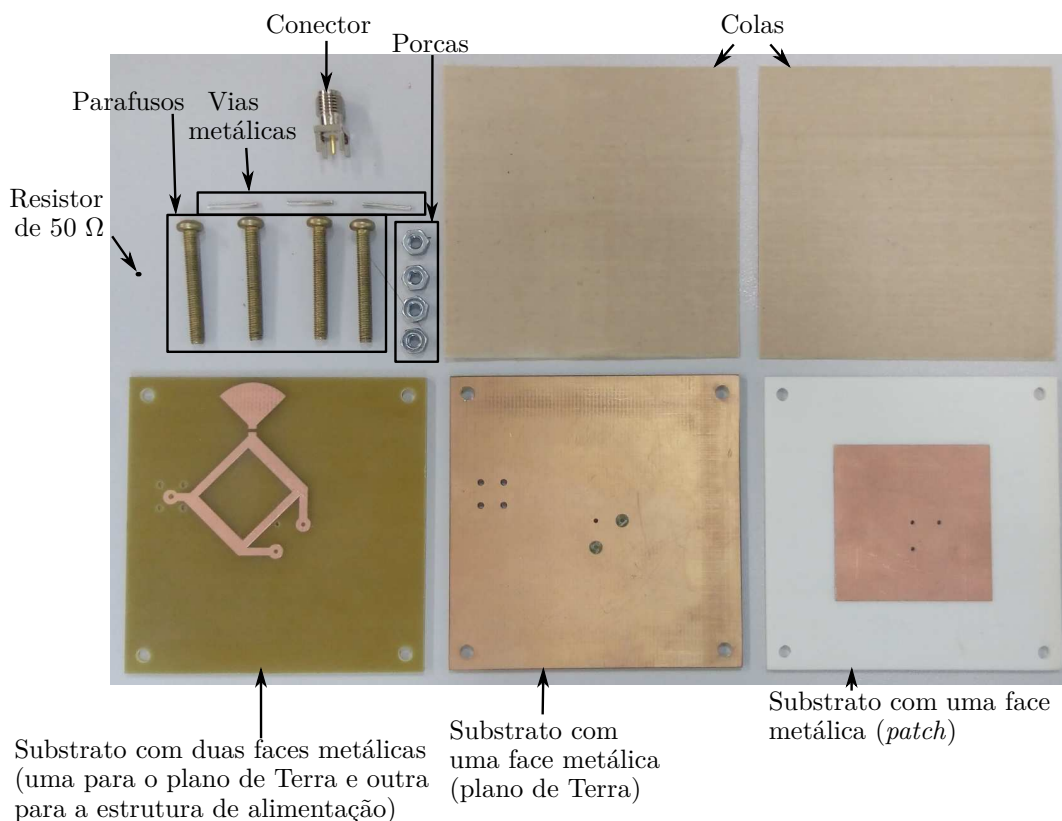 Conector
Porcas
Colas
Parafusos
Vias
metálicas
Resistor
de 50 Ω
Substrato com duas faces metálicas
(uma para o plano de Terra e outra
para a estrutura de alimentação)
Substrato com
uma face metálica
(plano de Terra)
Substrato com uma face
metálica (patch)